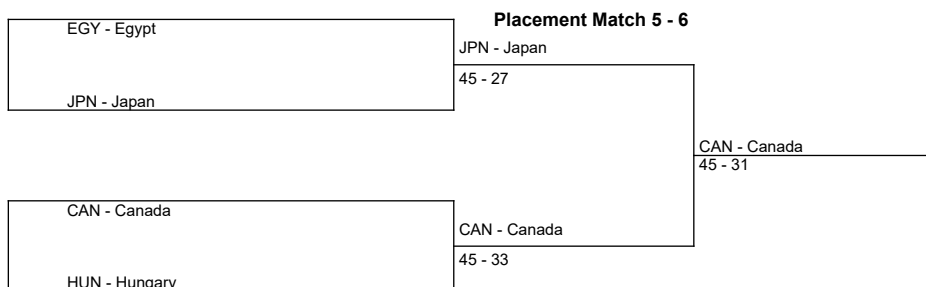 Placement Match 5 - 6
EGY - Egypt
JPN - Japan
45 - 27
JPN - Japan
CAN - Canada
45 - 31
CAN - Canada
CAN - Canada
45 - 33
HUN - Hungary